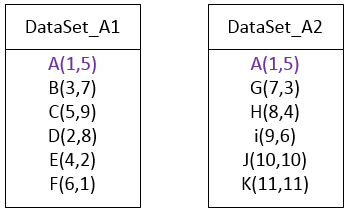 DataSet_A1
A(1,5)
B(3,7)
C(5,9)
D(2,8)
E(4,2)
F(6,1)
DataSet_A2
A(1,5)
G(7,3)
H(8,4)
i(9,6)
J(10,10)
K(11,11)